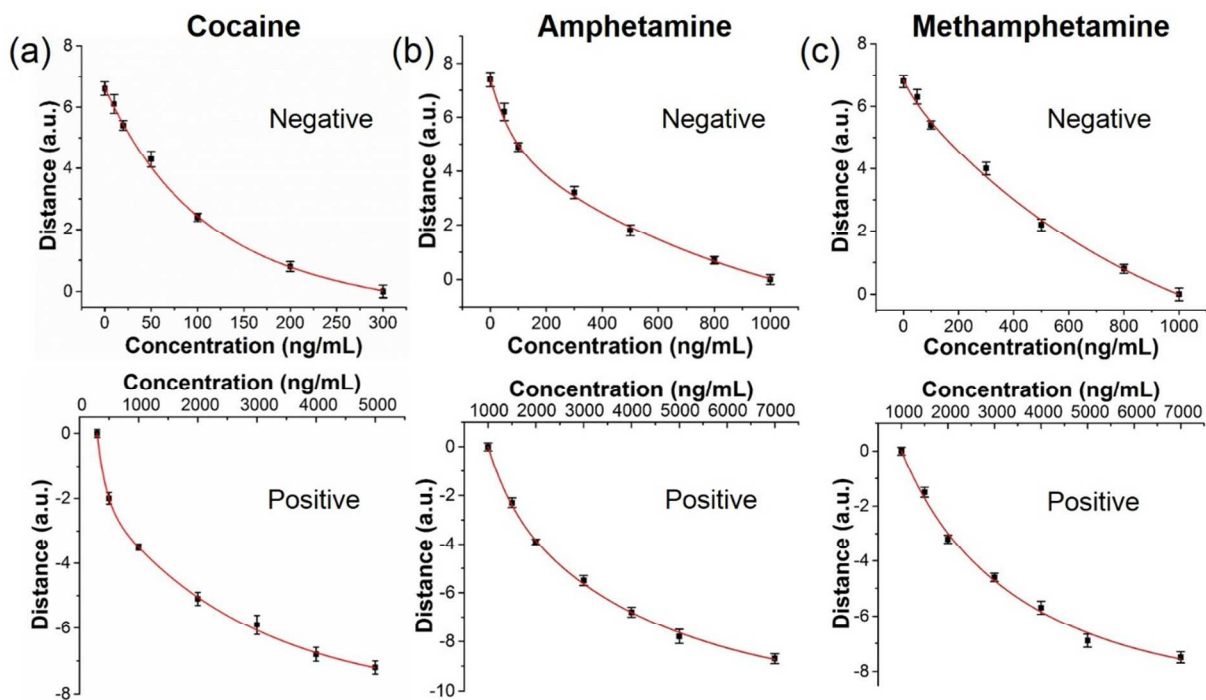 Cocaine
Amphetamine
Methamphetamine
(a)
8
6
4
2
0
Distance (a.u.)
Negative
0 50 100 150 200 250 300
Concentration (ng/mL)
(b)
8
6
4
2
0
Distance (a.u.)
Negative
0 200 400 600 800 1000
Concentration (ng/mL)
(c)
8
6
4
2
0
Distance (a.u.)
Negative
0 200 400 600 800 1000
Concentration(ng/mL)
Concentration (ng/mL)
0 1000 2000 3000 4000 5000
0
-2
-4
-6
-8
Distance (a.u.)
Positive
Concentration (ng/mL)
1000 2000 3000 4000 5000 6000 7000
0
-2
-4
-6
-8
-10
Distance (a.u.)
Positive
Concentration (ng/mL)
1000 2000 3000 4000 5000 6000 7000
0
-2
-4
-6
-8
Distance (a.u.)
Positive